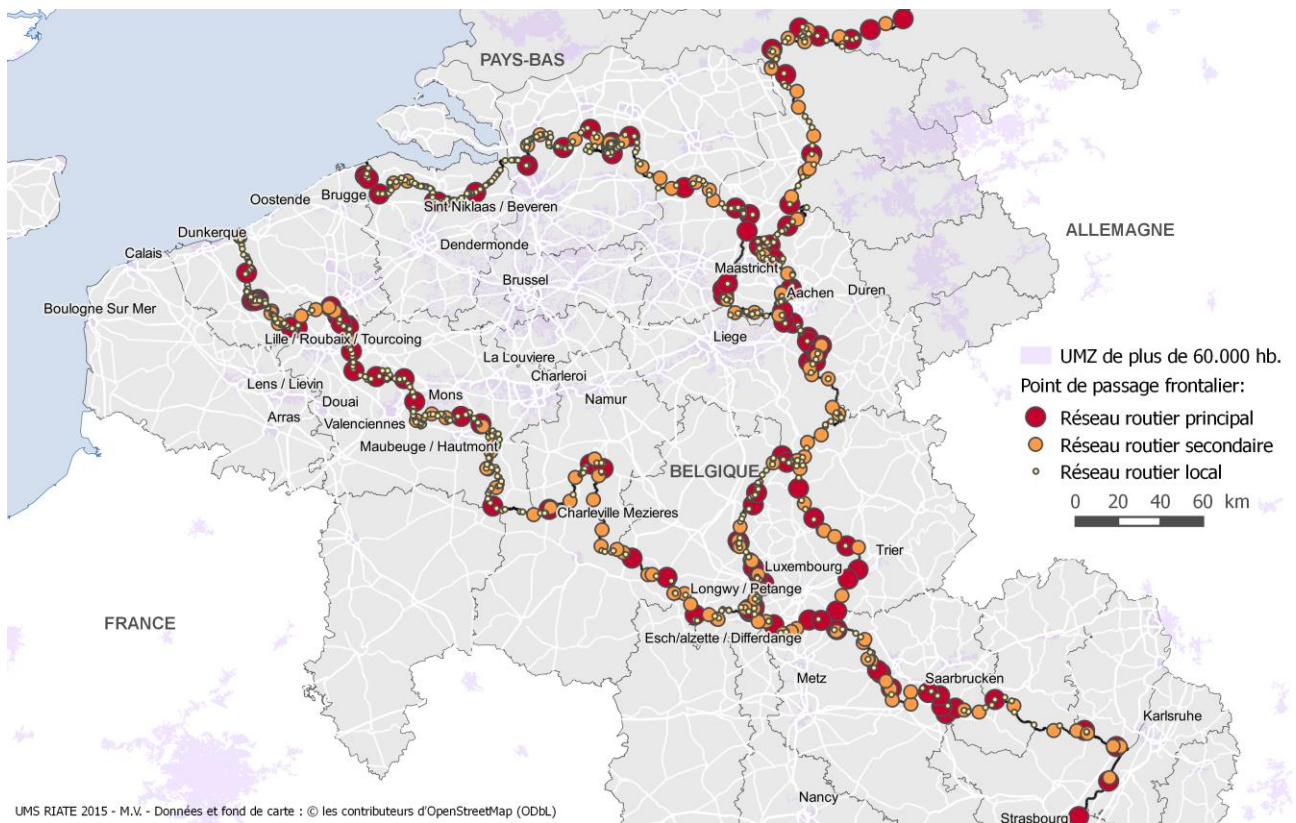 PAYS-BAS
Oostende
Brugge
Sint Niklaas / Beveren
Dunkerque
Calais
Dendermonde
ALLEMAGNE
Maastricht
Brussel
Aachen
Duren
Boulogne Sur Mer
Lille / Roubaix / Tourcoing
Liege
La Louviere
Charleroi
Lens / Lievin
Mons
Namur
Douai
Arras
Valenciennes
Maubeuge / Hautmont
BELGIQUE
Charleville Mezieres
Trier
Luxembourg
Longwy / Petange
FRANCE
Esch/alzette / Differdange
Metz
Saarbrucken
Karlsruhe
Nancy
Strasbourg
UMZ de plus de 60.000 hb.
Point de passage frontalier:
Réseau routier principal
Réseau routier secondaire
Réseau routier local
0 20 40 60 km
UMS RIATE 2015 - M.V. - Données et fond de carte : © les contributeurs d'OpenStreetMap (ODbL)